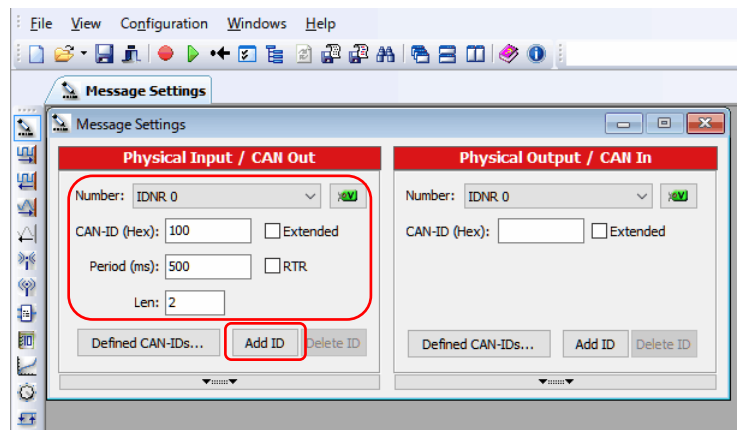 File View Configuration Windows Help
Message Settings
Message Settings
Physical Input / CAN Out
Number: IDNR 0
CAN-ID (Hex): 100 Extended
Period (ms): 500 RTR
Len: 2
Defined CAN-IDs... Add ID Delete ID
Physical Output / CAN In
Number: IDNR 0
CAN-ID (Hex): Extended
Defined CAN-IDs... Add ID Delete ID